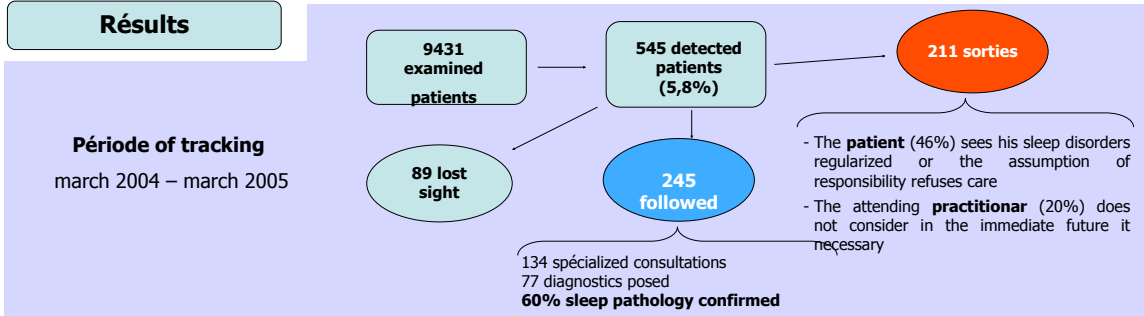 Résults
Période of tracking
march 2004 – march 2005
9431
examined
patients
545 detected
patients
(5,8%)
211 sorties
89 lost
sight
245
followed
- The patient (46%) sees his sleep disorders
regularized or the assumption of
responsibility refuses care
- The attending practitionar (20%) does
not consider in the immediate future it
necessary
134 spécialized consultations
77 diagnostics posed
60% sleep pathology confirmed